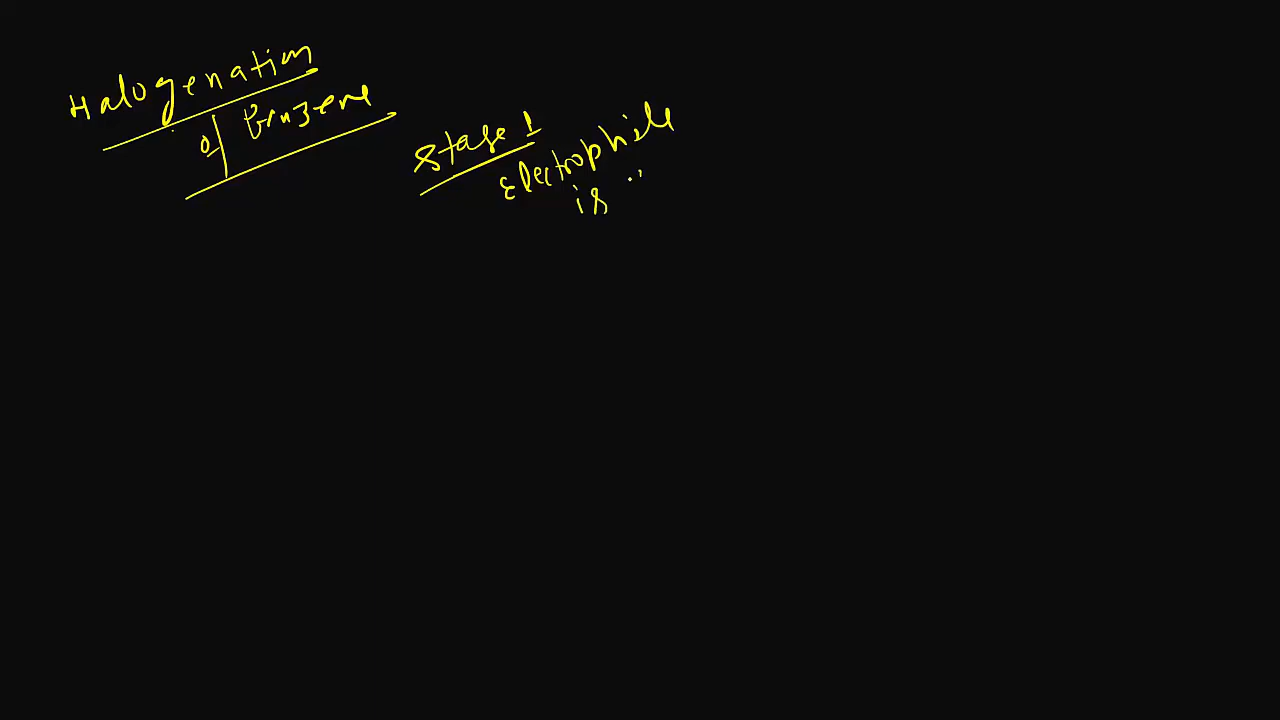 Halogenation
of Benzene
Stage 1
Electrophile
is